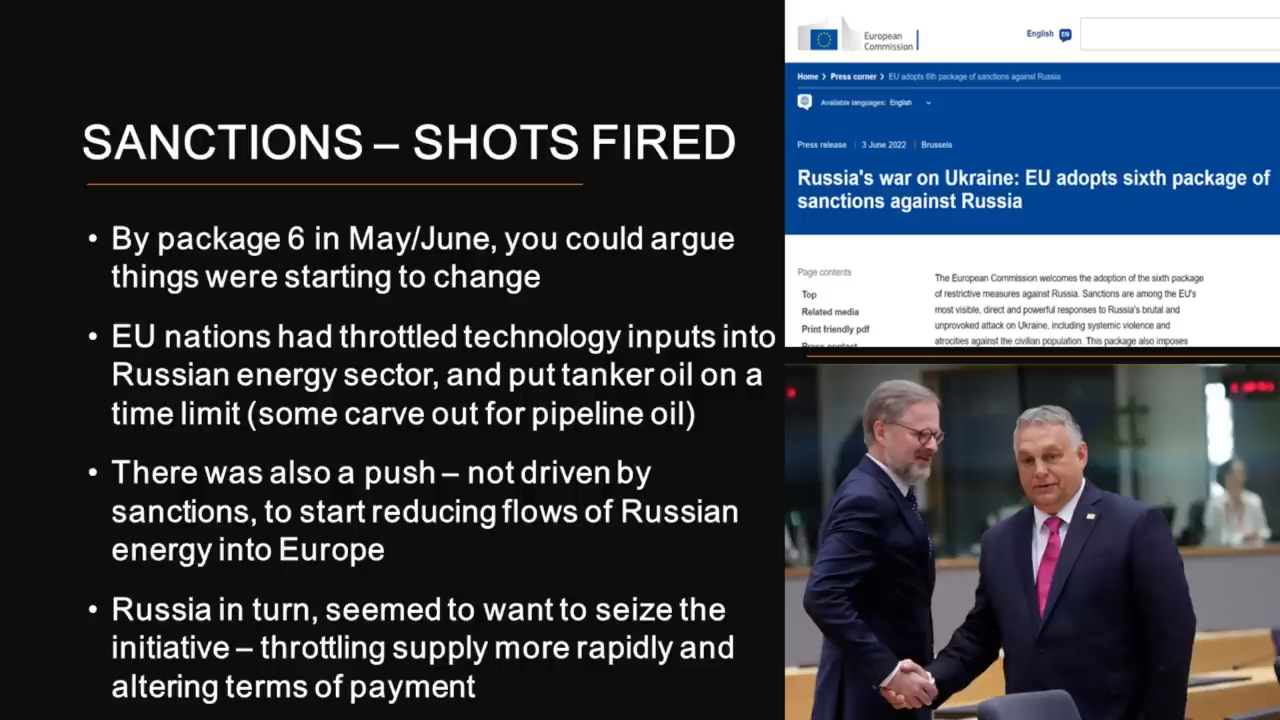 SANCTIONS – SHOTS FIRED
• By package 6 in May/June, you could argue
things were starting to change
• EU nations had throttled technology inputs into
Russian energy sector, and put tanker oil on a
time limit (some carve out for pipeline oil)
• There was also a push – not driven by
sanctions, to start reducing flows of Russian
energy into Europe
• Russia in turn, seemed to want to seize the
initiative – throttling supply more rapidly and
altering terms of payment
European
Commission
English EN
Home > Press corner > EU adopts 6th package of sanctions against Russia
Available languages: English
Press release | 3 June 2022 | Brussels
Russia's war on Ukraine: EU adopts sixth package of
sanctions against Russia
Page contents
Top
Related media
Print friendly pdf
Press contact
The European Commission welcomes the adoption of the sixth package
of restrictive measures against Russia. Sanctions are among the EU's
most visible, direct and powerful responses to Russia's brutal and
unprovoked attack on Ukraine, including systemic violence and
atrocities against the civilian population. This package also imposes